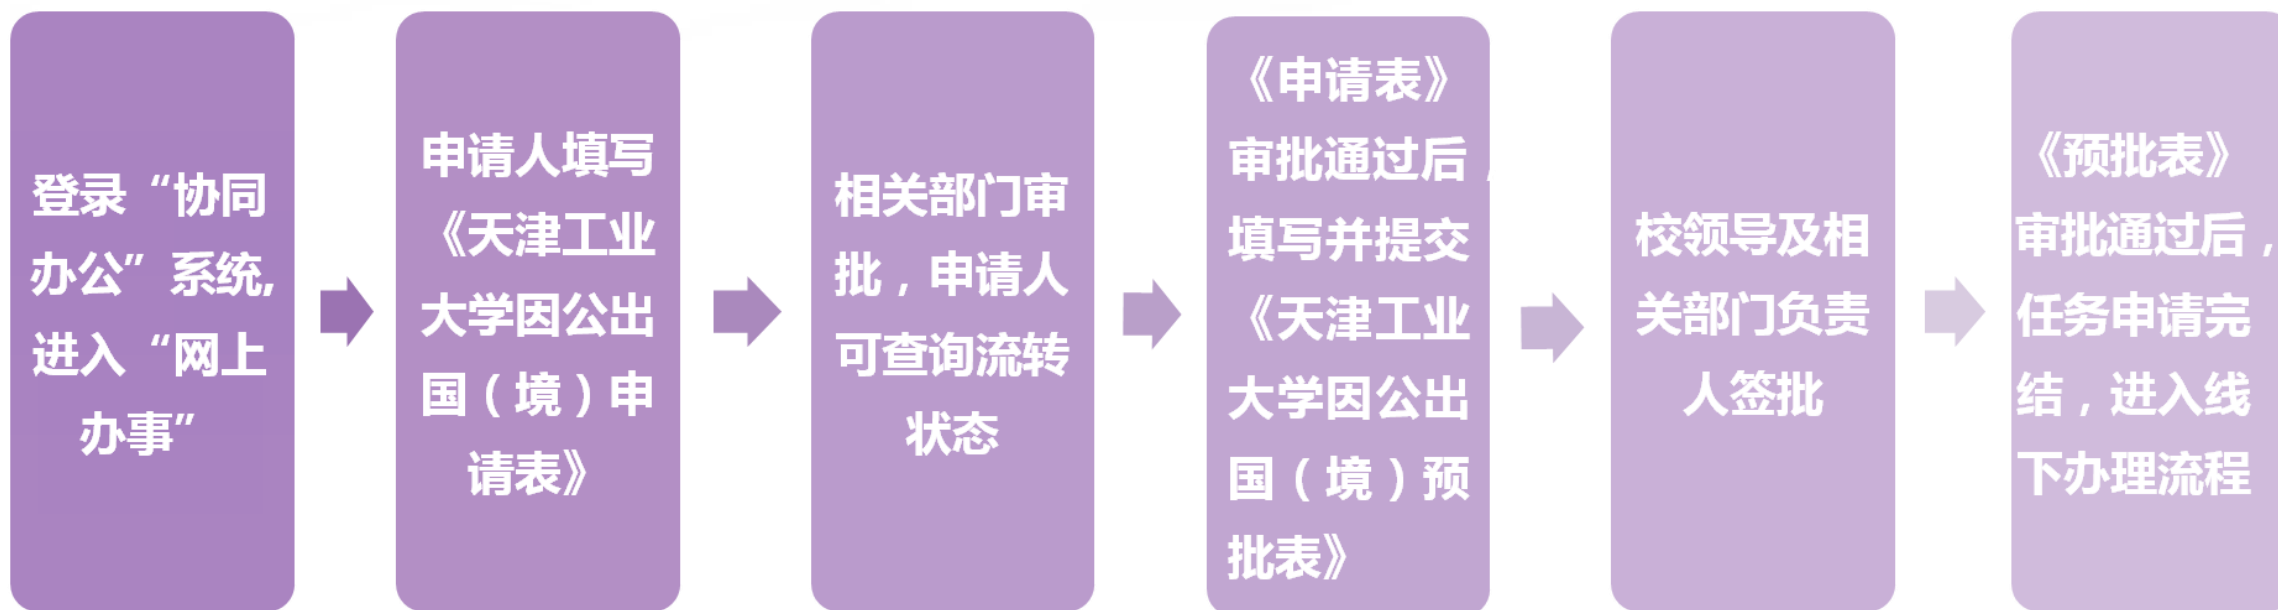 登录“协同
办公”系统,
进入“网上
办事”
申请人填写
《天津工业
大学因公出
国（境）申
请表》
相关部门审
批，申请人
可查询流转
状态
《申请表》
审批通过后，
填写并提交
《天津工业
大学因公出
国（境）预
批表》
校领导及相
关部门负责
人签批
《预批表》
审批通过后，
任务申请完
结，进入线
下办理流程